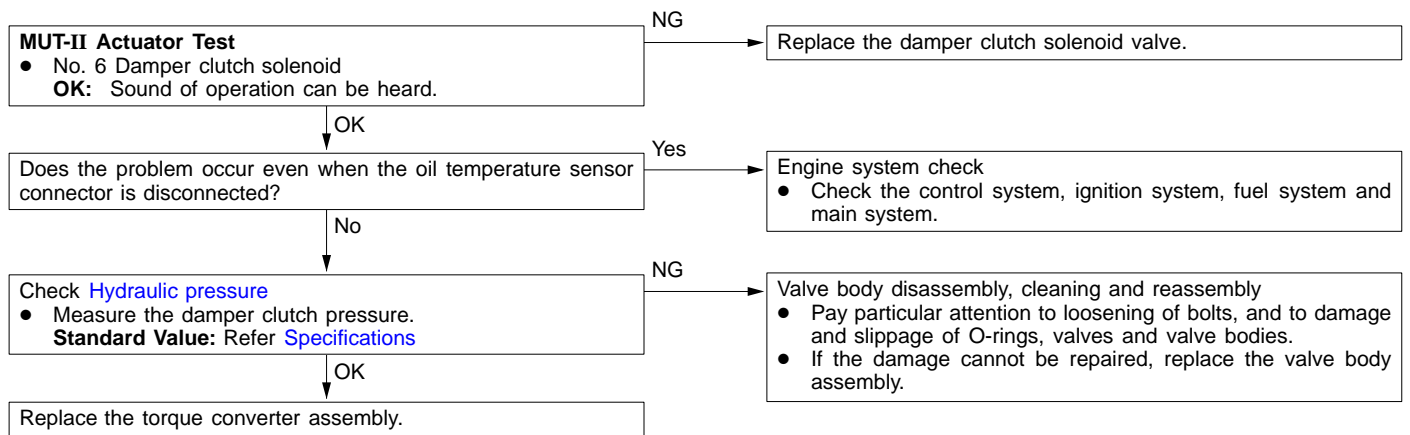 NG
MUT-II Actuator Test
● No. 6 Damper clutch solenoid
OK: Sound of operation can be heard.
Replace the damper clutch solenoid valve.
OK
Yes
Does the problem occur even when the oil temperature sensor
connector is disconnected?
Engine system check
● Check the control system, ignition system, fuel system and
main system.
No
NG
Check Hydraulic pressure
● Measure the damper clutch pressure.
Standard Value: Refer Specifications
Valve body disassembly, cleaning and reassembly
● Pay particular attention to loosening of bolts, and to damage
and slippage of O-rings, valves and valve bodies.
● If the damage cannot be repaired, replace the valve body
assembly.
OK
Replace the torque converter assembly.